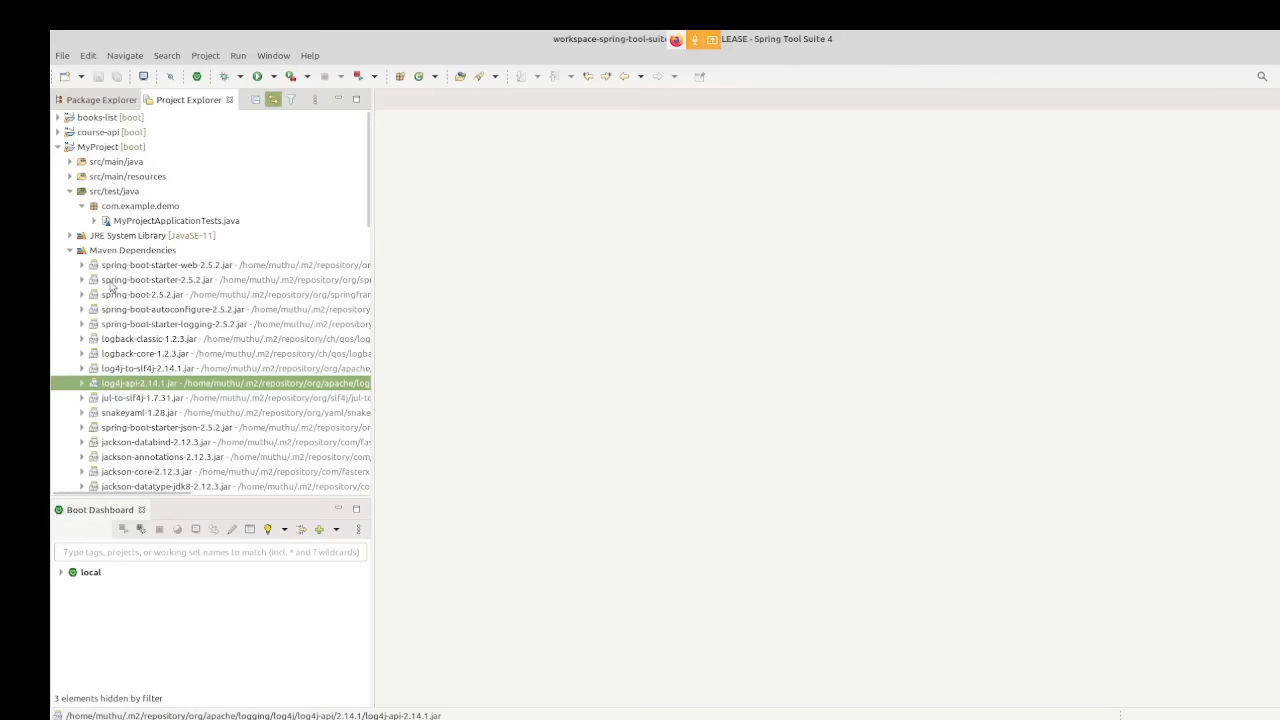 workspace-spring-tool-suite LEASE - Spring Tool Suite 4
File Edit Navigate Search Project Run Window Help
Package Explorer Project Explorer
books-list [boot]
course-api [boot]
MyProject [boot]
src/main/java
src/main/resources
src/test/java
com.example.demo
MyProjectApplicationTests.java
JRE System Library [JavaSE-11]
Maven Dependencies
spring-boot-starter-web-2.5.2.jar - /home/muthu/.m2/repository/or
spring-boot-starter-2.5.2.jar - /home/muthu/.m2/repository/org/spr
spring-boot-2.5.2.jar - /home/muthu/.m2/repository/org/springfran
spring-boot-autoconfigure-2.5.2.jar - /home/muthu/.m2/repository/
spring-boot-starter-logging-2.5.2.jar - /home/muthu/.m2/repository/
logback-classic-1.2.3.jar - /home/muthu/.m2/repository/ch/qos/log
logback-core-1.2.3.jar - /home/muthu/.m2/repository/ch/qos/logba
log4j-to-slf4j-2.14.1.jar - /home/muthu/.m2/repository/org/apache,
log4j-api-2.14.1.jar - /home/muthu/.m2/repository/org/apache/log
jul-to-slf4j-1.7.31.jar - /home/muthu/.m2/repository/org/slf4j/jul-to
snakeyaml-1.28.jar - /home/muthu/.m2/repository/org/yaml/snake
spring-boot-starter-json-2.5.2.jar - /home/muthu/.m2/repository/o
jackson-databind-2.12.3.jar - /home/muthu/.m2/repository/com/fas
jackson-annotations-2.12.3.jar - /home/muthu/.m2/repository/com,
jackson-core-2.12.3.jar - /home/muthu/.m2/repository/com/fasterx
jackson-datatype-jdk8-2.12.3.jar - /home/muthu/.m2/repository/co
Boot Dashboard
Type tags, projects, or working set names to match (incl. * and ? wildcards)
local
3 elements hidden by filter
/home/muthu/.m2/repository/org/apache/logging/log4j/log4j-api/2.14.1/log4j-api-2.14.1.jar